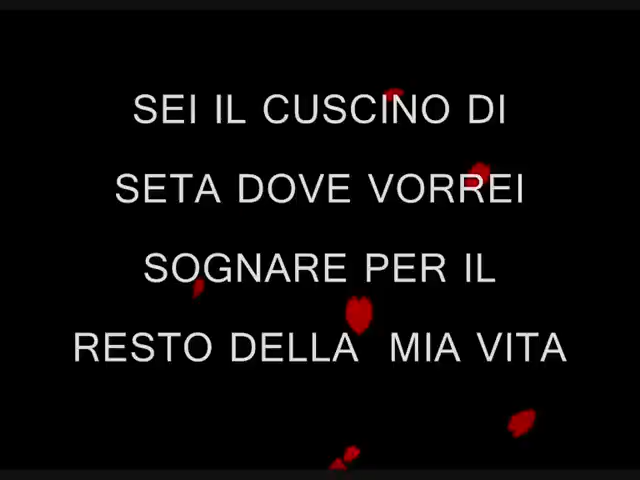 SEI IL CUSCINO DI
SETA DOVE VORREI
SOGNARE PER IL
RESTO DELLA  MIA VITA